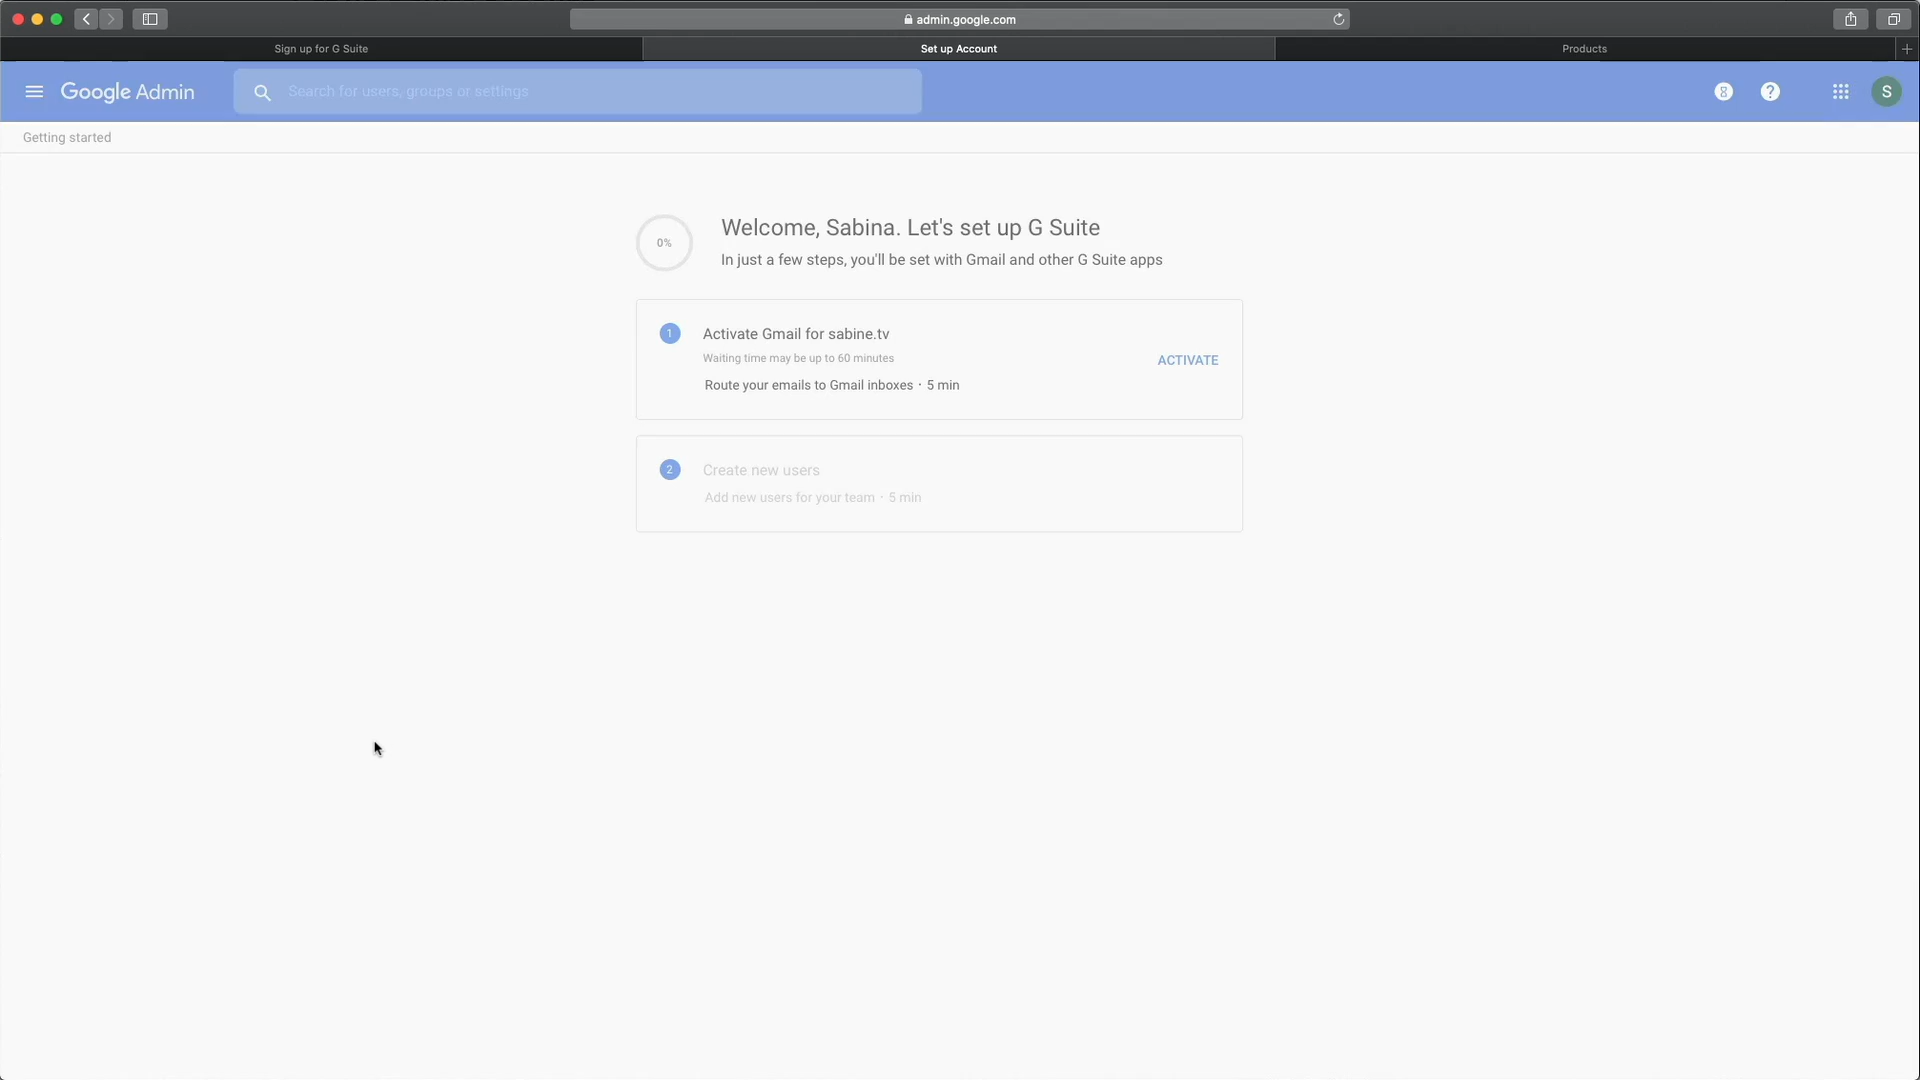 admin.google.com
Sign up for G Suite
Set up Account
Products
Google Admin
Search for users, groups or settings
8
?
S
Getting started
0%
Welcome, Sabina. Let's set up G Suite
In just a few steps, you'll be set with Gmail and other G Suite apps
1
Activate Gmail for sabine.tv
Waiting time may be up to 60 minutes
ACTIVATE
Route your emails to Gmail inboxes · 5 min
2
Create new users
Add new users for your team · 5 min